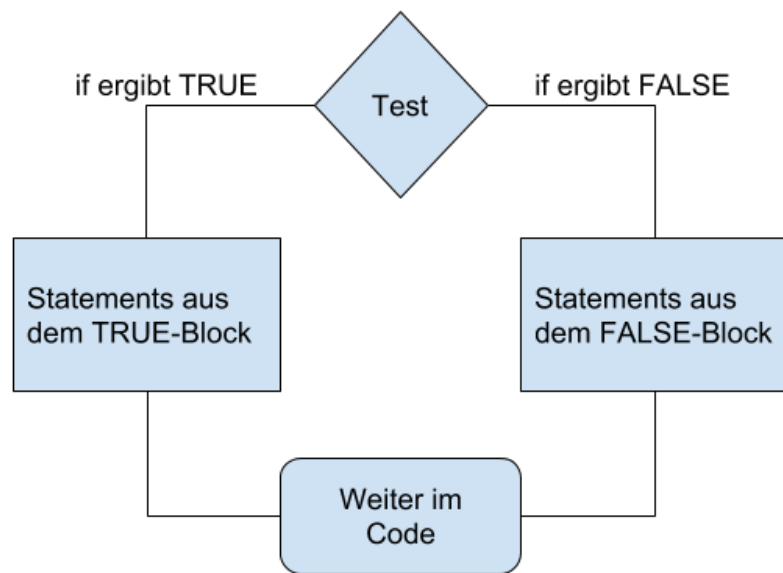 if ergibt TRUE
Test
if ergibt FALSE
Statements aus
dem TRUE-Block
Statements aus
dem FALSE-Block
Weiter im
Code